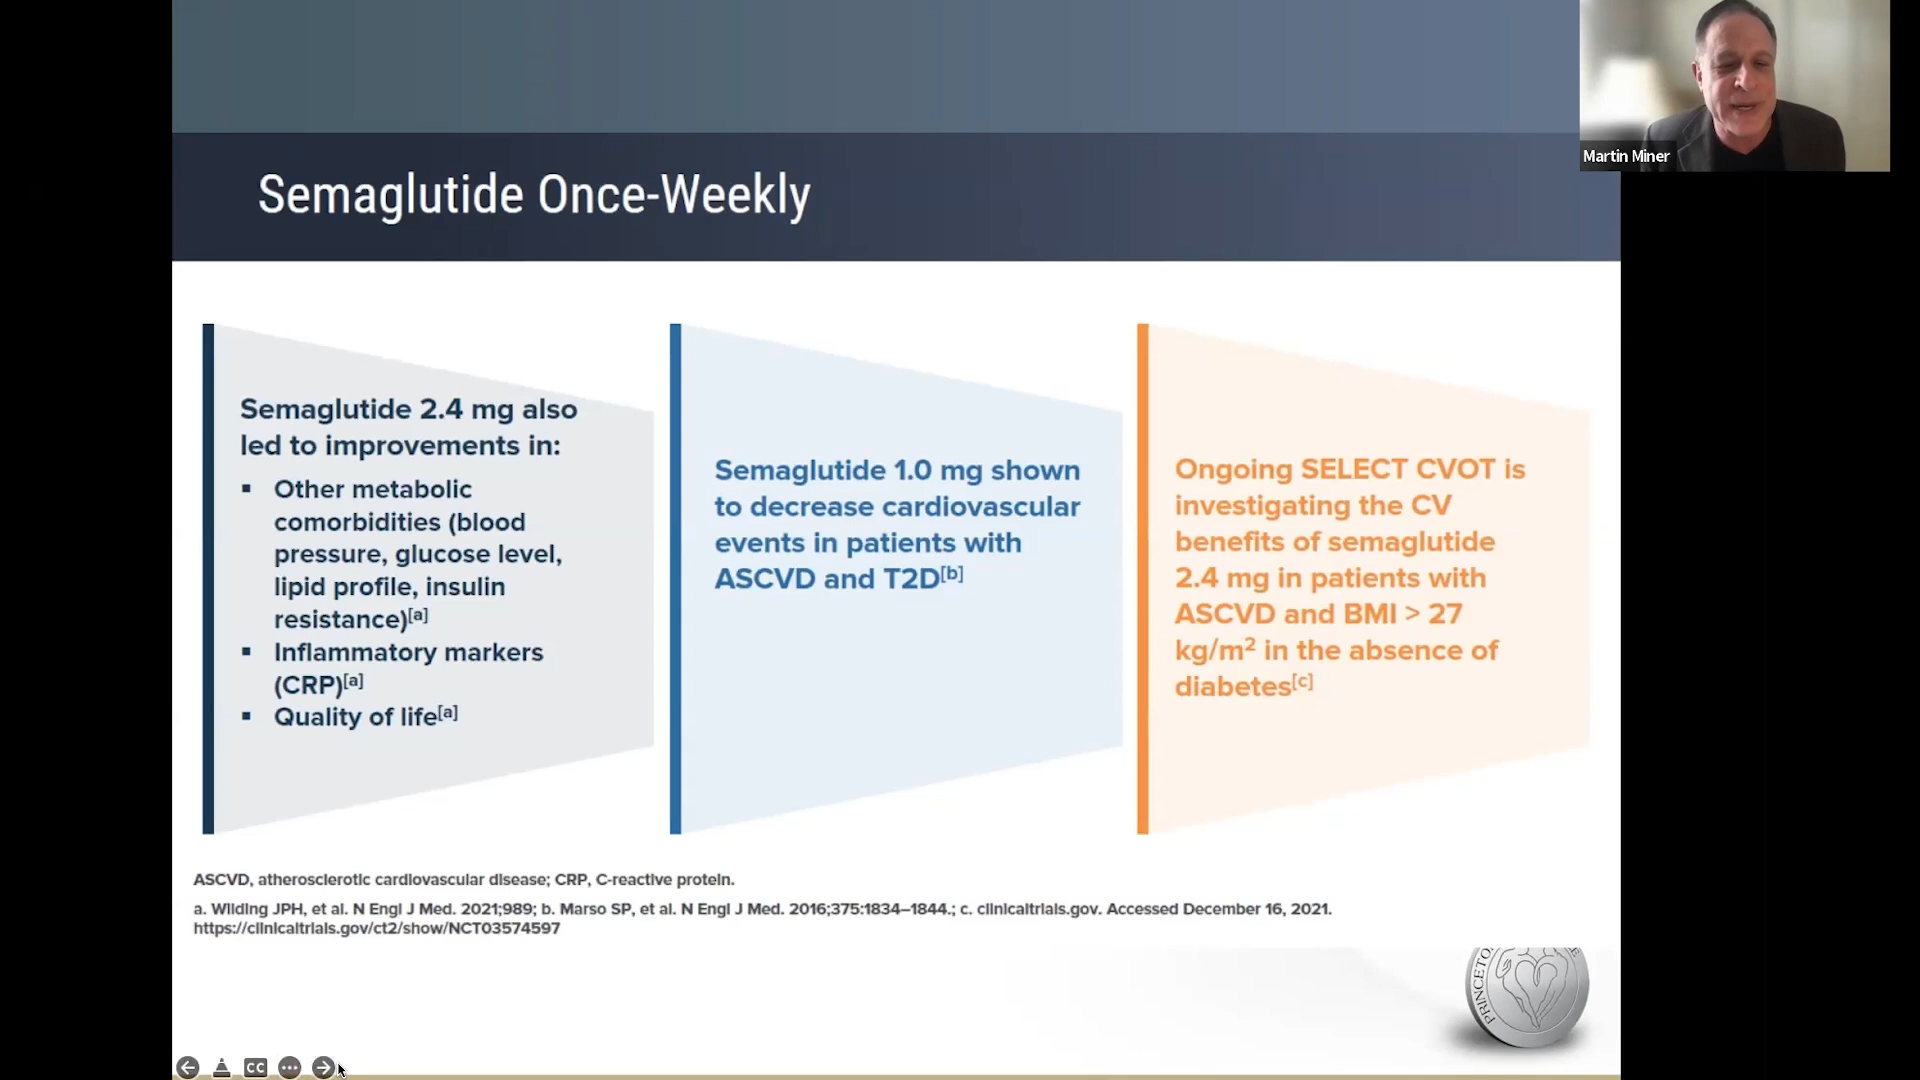 Martin Miner
Semaglutide Once-Weekly
Semaglutide 2.4 mg also
led to improvements in:
▪ Other metabolic
comorbidities (blood
pressure, glucose level,
lipid profile, insulin
resistance)[a]
▪ Inflammatory markers
(CRP)[a]
▪ Quality of life[a]
Semaglutide 1.0 mg shown
to decrease cardiovascular
events in patients with
ASCVD and T2D[b]
Ongoing SELECT CVOT is
investigating the CV
benefits of semaglutide
2.4 mg in patients with
ASCVD and BMI > 27
kg/m² in the absence of
diabetes[c]
ASCVD, atherosclerotic cardiovascular disease; CRP, C-reactive protein.
a. Wilding JPH, et al. N Engl J Med. 2021;989; b. Marso SP, et al. N Engl J Med. 2016;375:1834–1844.; c. clinicaltrials.gov. Accessed December 16, 2021.
https://clinicaltrials.gov/ct2/show/NCT03574597
PRINCETO
CC